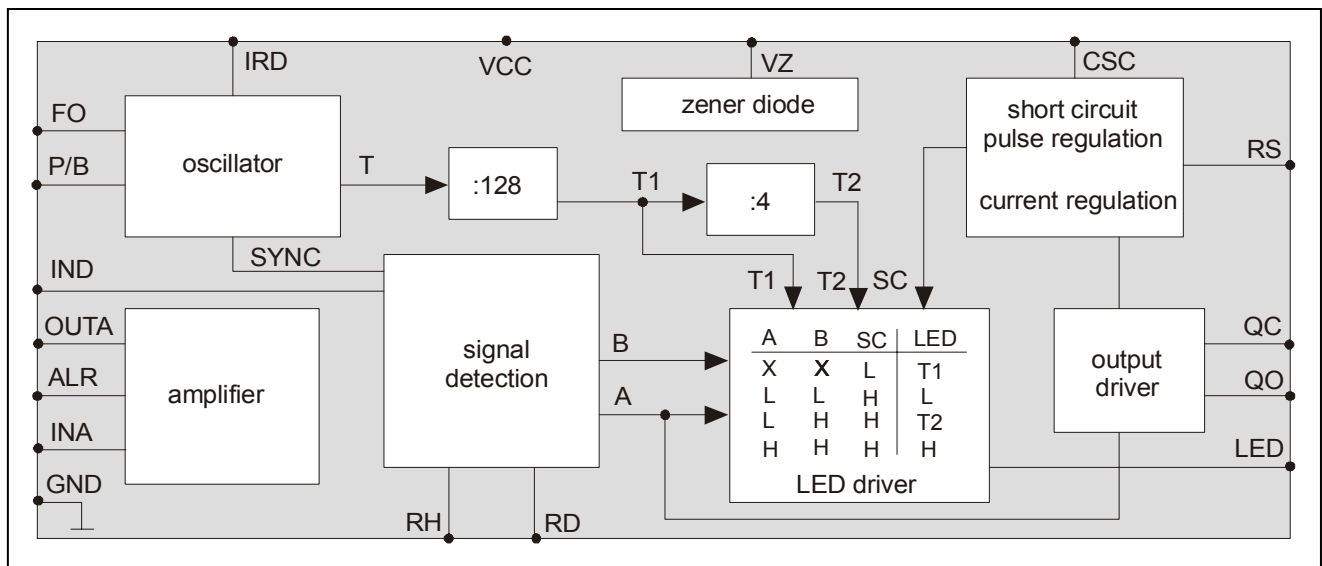 IRD
VCC
VZ
CSC
FO
P/B
oscillator
T
:128
T1
:4
T2
zener diode
short circuit
pulse regulation
current regulation
RS
SYNC
IND
T1
T2
SC
OUTA
ALR
INA
GND
amplifier
signal
detection
B
A
A B SC LED
X X L T1
L L H L
L H H T2
H H H H
LED driver
output
driver
QC
QO
LED
RH
RD